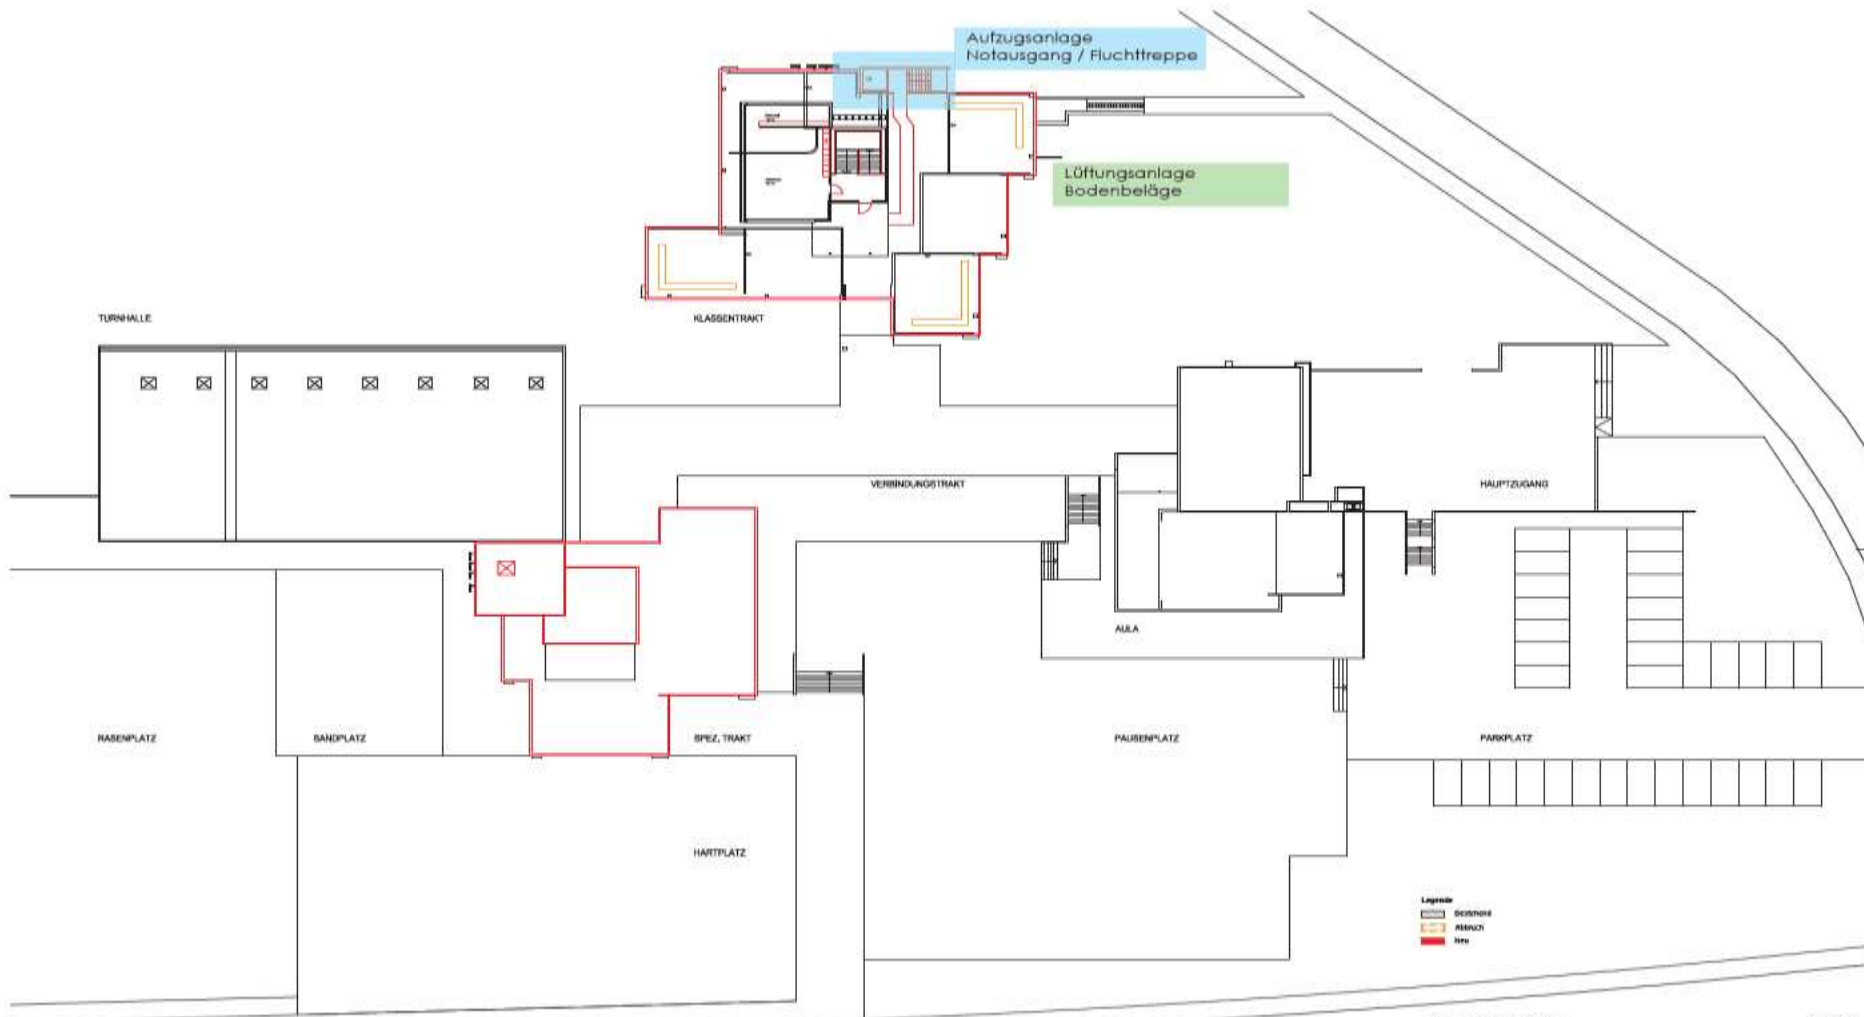 Aufzugsanlage
Notausgang / Fluchttreppe
Lüftungsanlage
Bodenbeläge
TURNHALLE
KLASSENTRAKT
VERBINDUNGSTRAKT
HAUPTZUGANG
AULA
RASENPLATZ
SANDPLATZ
SPEZ. TRAKT
PAUSENPLATZ
PARKPLATZ
HARTPLATZ
Legende
Bestehend
Abbruch
Neu